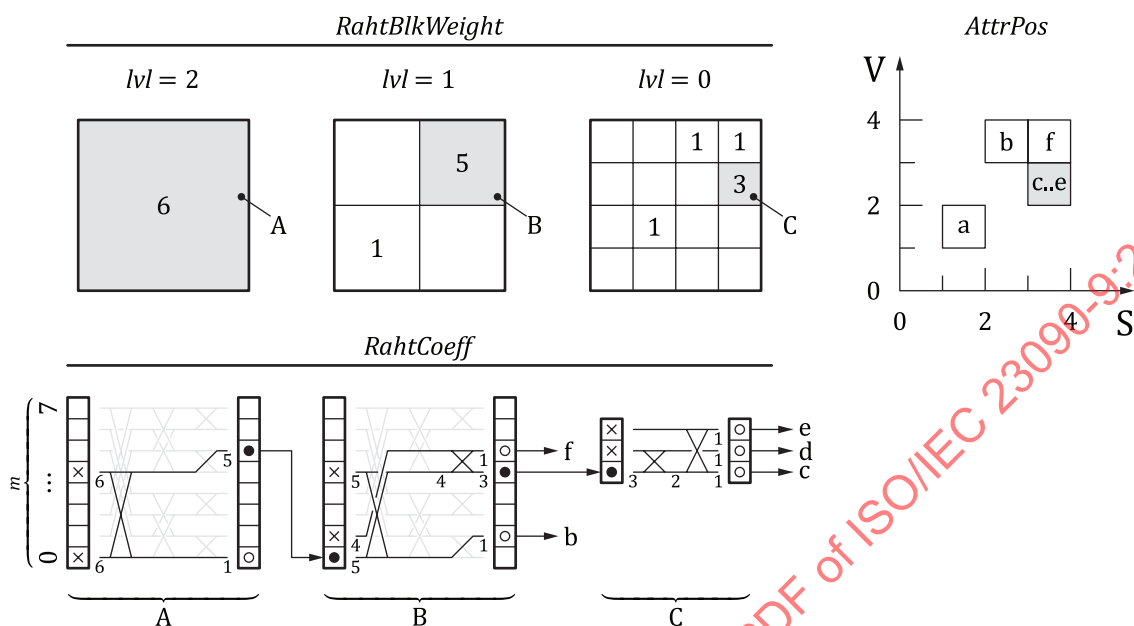 RahtBlkWeight
AttrPos
lvl = 2
lvl = 1
lvl = 0
V
6
A
5
1
B
1 1
3
1
C
4
2
0
b f
c..e
a
0 2 4
S
RahtCoeff
m
7
...
0
6
6
5
1
A
5
4
5
4
1
3
1
f
b
B
3 2
1
1
1
e
d
c
C
PDF of ISO/IEC 23090-9:2